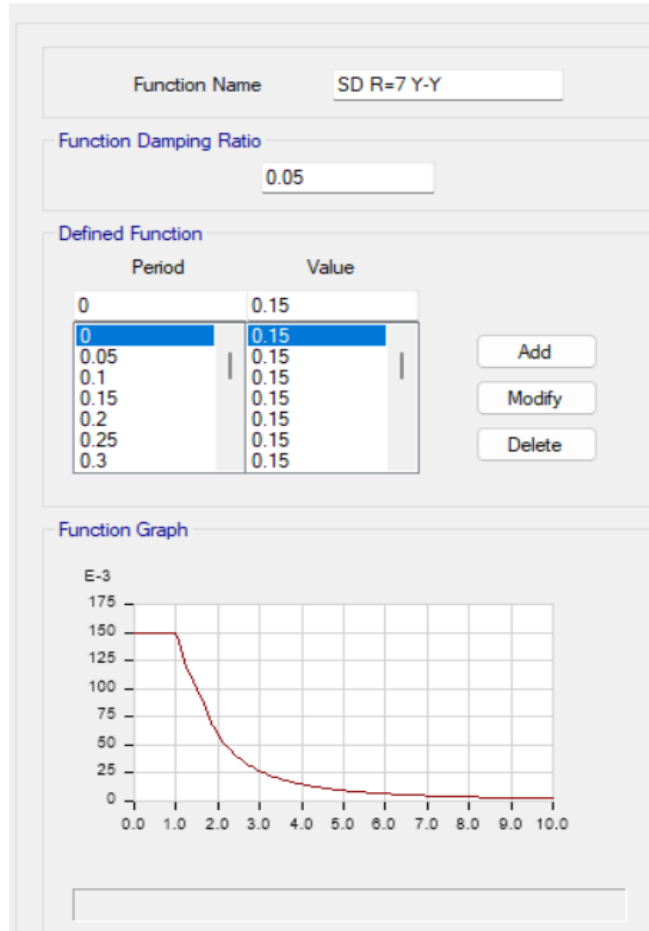 Function Name SD R=7 Y-Y
Function Damping Ratio
0.05
Defined Function
Period Value
0 0.15
0 0.15
0.05 0.15
0.1 0.15
0.15 0.15
0.2 0.15
0.25 0.15
0.3 0.15
Add
Modify
Delete
Function Graph
E-3
175
150
125
100
75
50
25
0
0.0 1.0 2.0 3.0 4.0 5.0 6.0 7.0 8.0 9.0 10.0